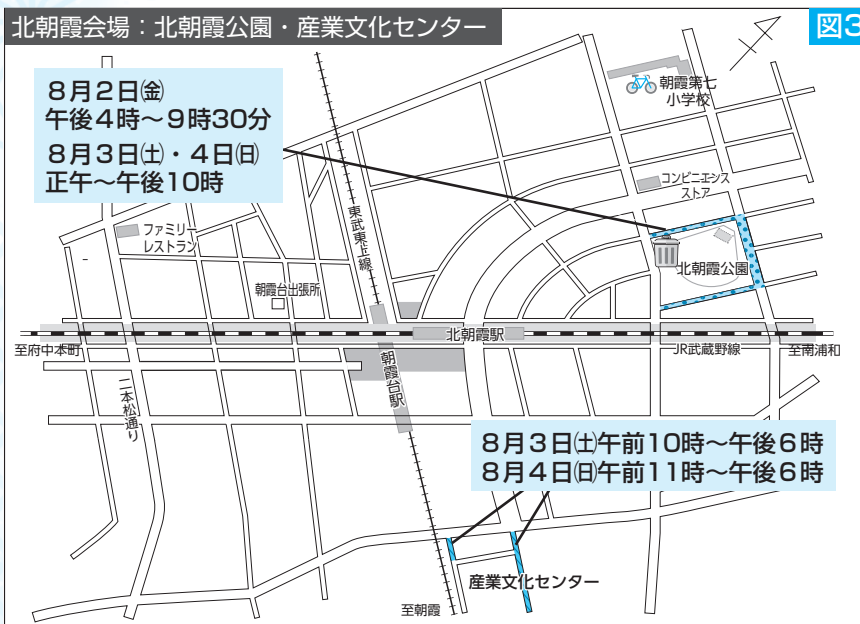 北朝霞会場：北朝霞公園・産業文化センター
図3
8月2日㈮
午後4時～9時30分
8月3日㈯・4日㈰
正午～午後10時
朝霞第七
小学校
コンビニエンス
ストア
ファミリー
レストラン
東武東上線
北朝霞公園
朝霞台出張所
北朝霞駅
至府中本町
JR武蔵野線
至南浦和
朝霞台駅
二本松通り
8月3日㈯午前10時～午後6時
8月4日㈰午前11時～午後6時
産業文化センター
至朝霞